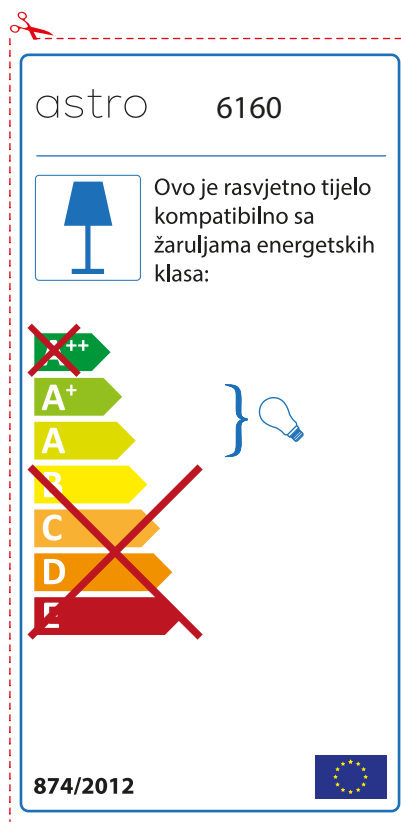 astro 6160
Ovo je rasvjetno tijelo
kompatibilno sa
žaruljama energetskih
klasa:
A++
A+
A
B
C
D
E
874/2012